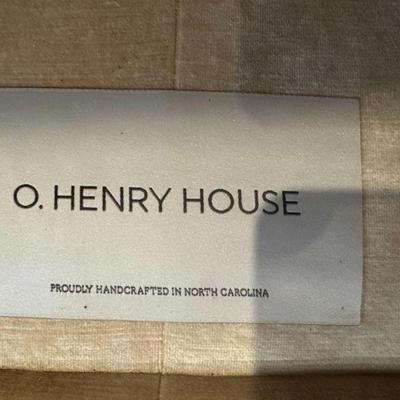 O. HENRY HOUSE
PROUDLY HANDCRAFTED IN NORTH CAROLINA